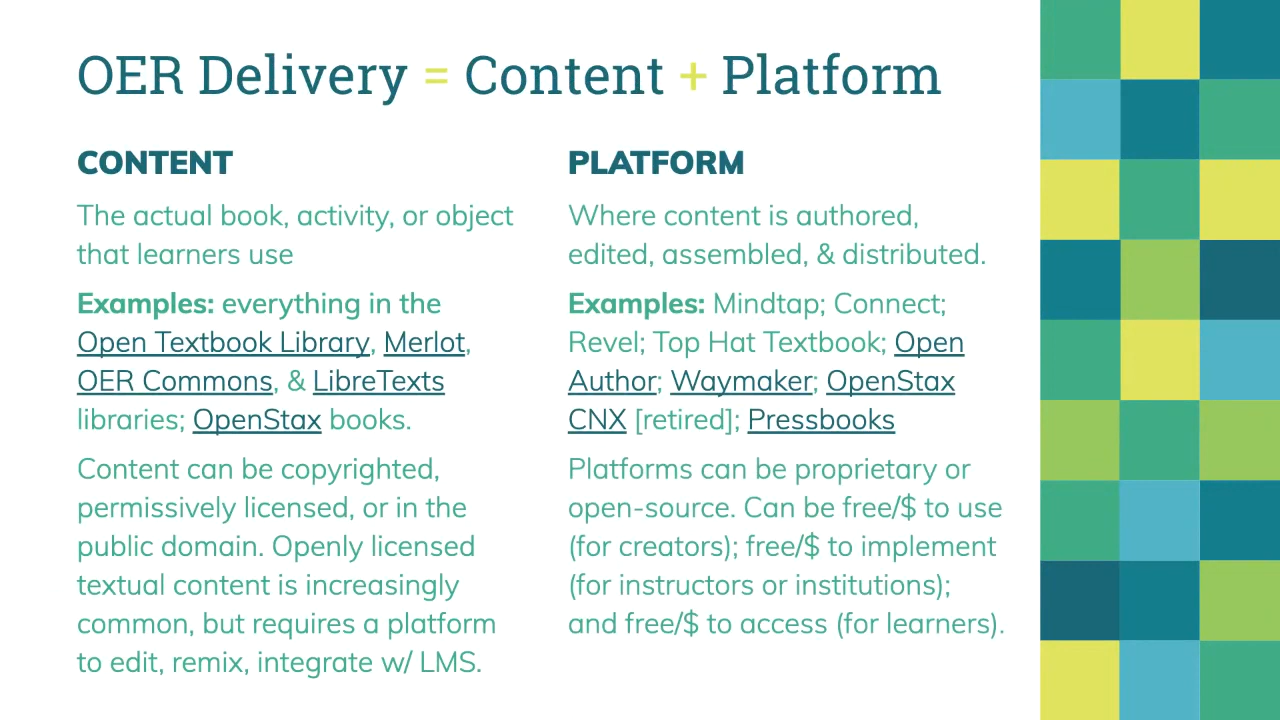 OER Delivery = Content + Platform
CONTENT
The actual book, activity, or object
that learners use
Examples: everything in the
Open Textbook Library, Merlot,
OER Commons, & LibreTexts
libraries; OpenStax books.
Content can be copyrighted,
permissively licensed, or in the
public domain. Openly licensed
textual content is increasingly
common, but requires a platform
to edit, remix, integrate w/ LMS.
PLATFORM
Where content is authored,
edited, assembled, & distributed.
Examples: Mindtap; Connect;
Revel; Top Hat Textbook; Open
Author; Waymaker; OpenStax
CNX [retired]; Pressbooks
Platforms can be proprietary or
open-source. Can be free/$ to use
(for creators); free/$ to implement
(for instructors or institutions);
and free/$ to access (for learners).